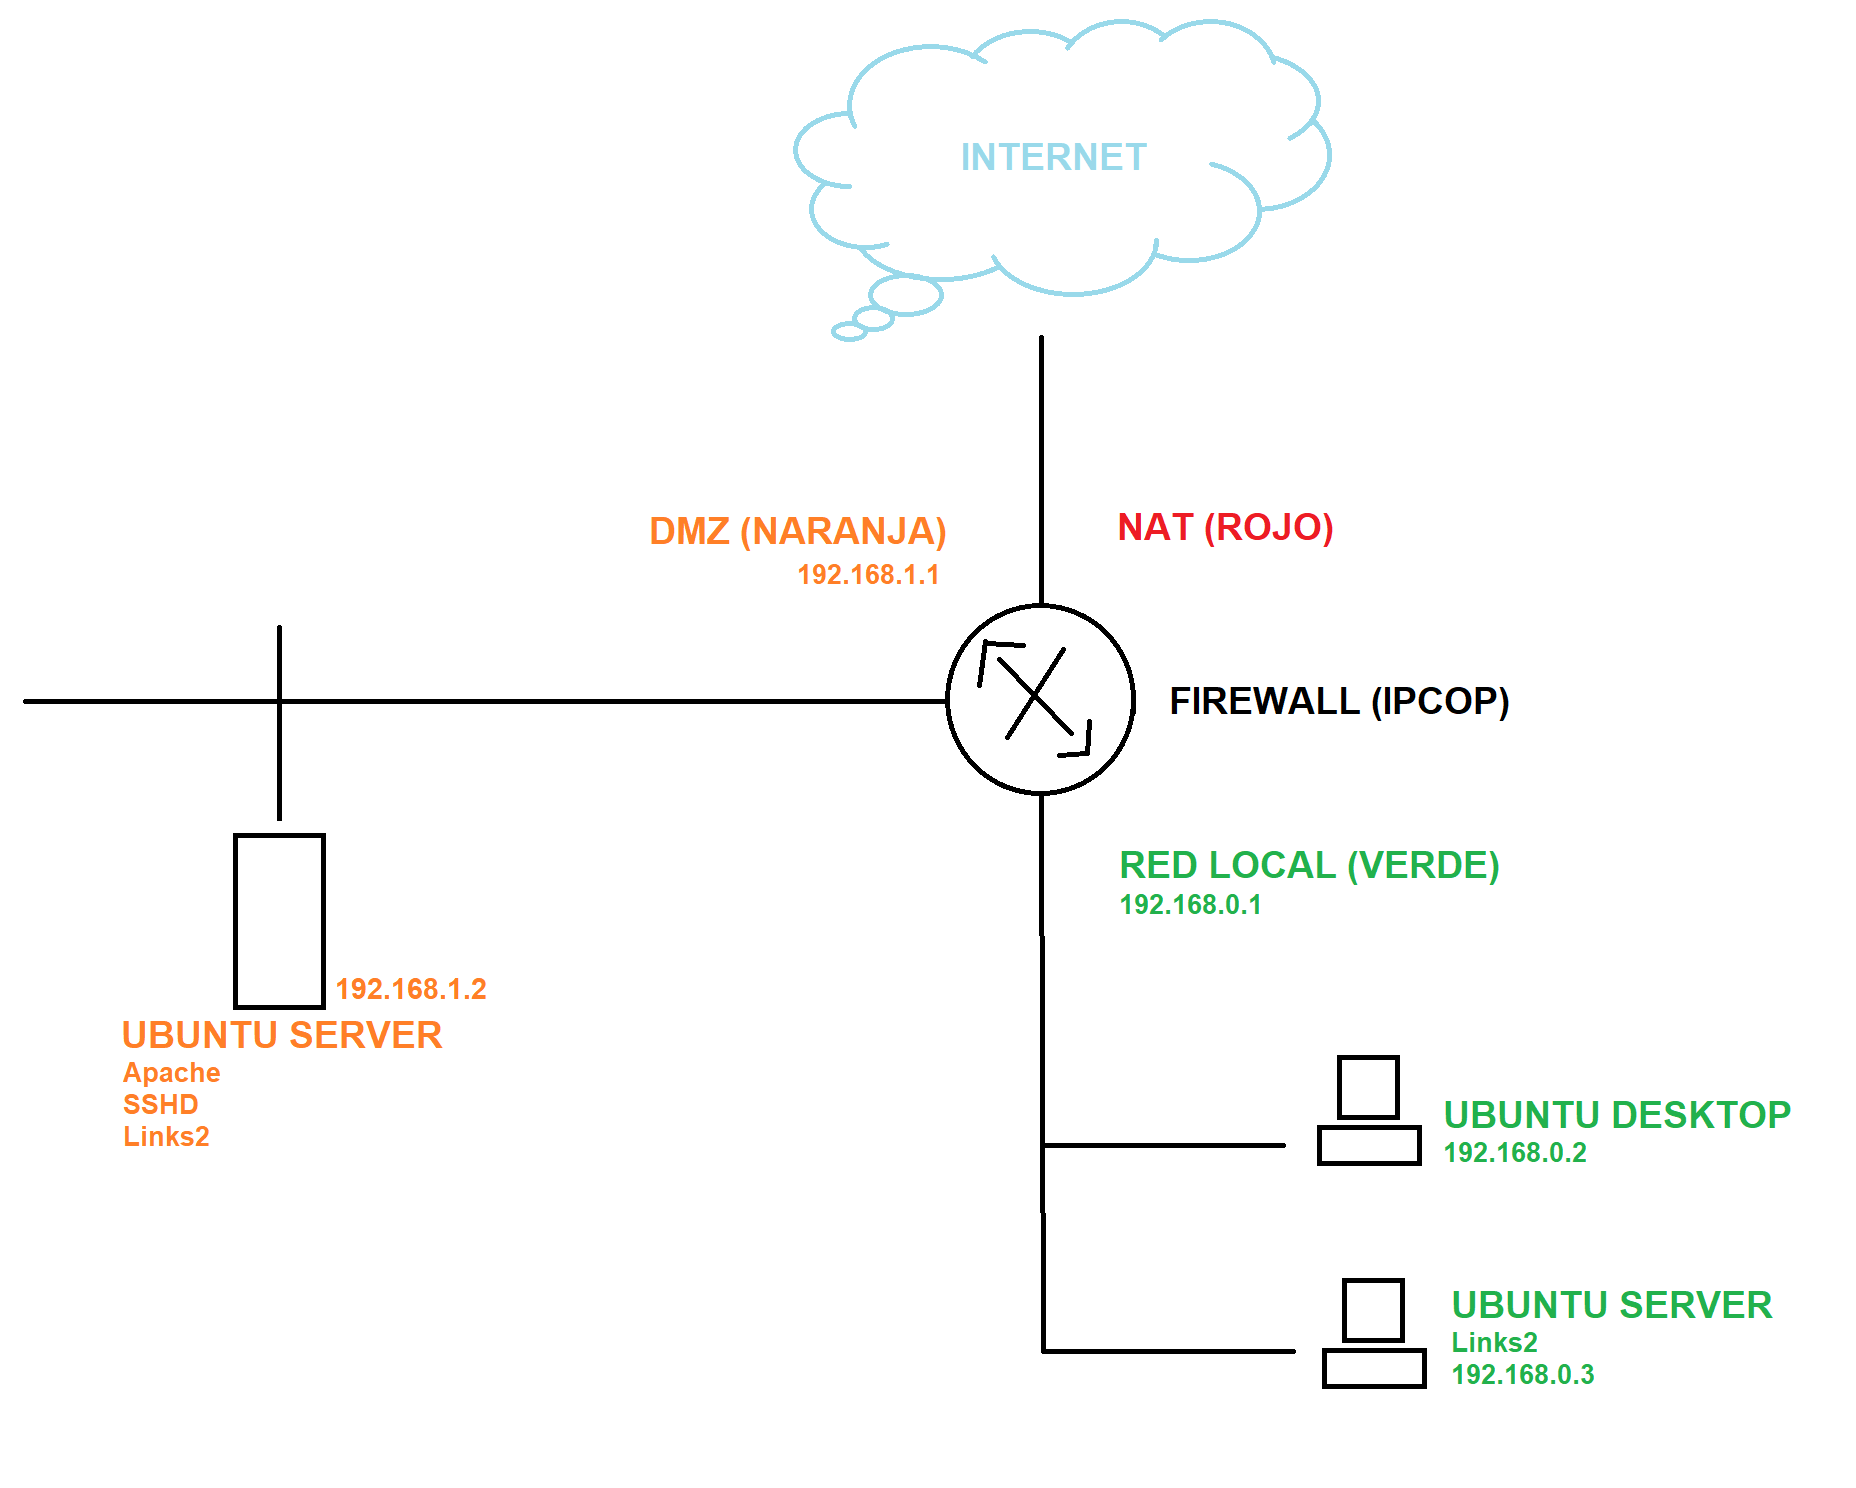 INTERNET
DMZ (NARANJA)
192.168.1.1
NAT (ROJO)
FIREWALL (IPCOP)
RED LOCAL (VERDE)
192.168.0.1
192.168.1.2
UBUNTU SERVER
Apache
SSHD
Links2
UBUNTU DESKTOP
192.168.0.2
UBUNTU SERVER
Links2
192.168.0.3